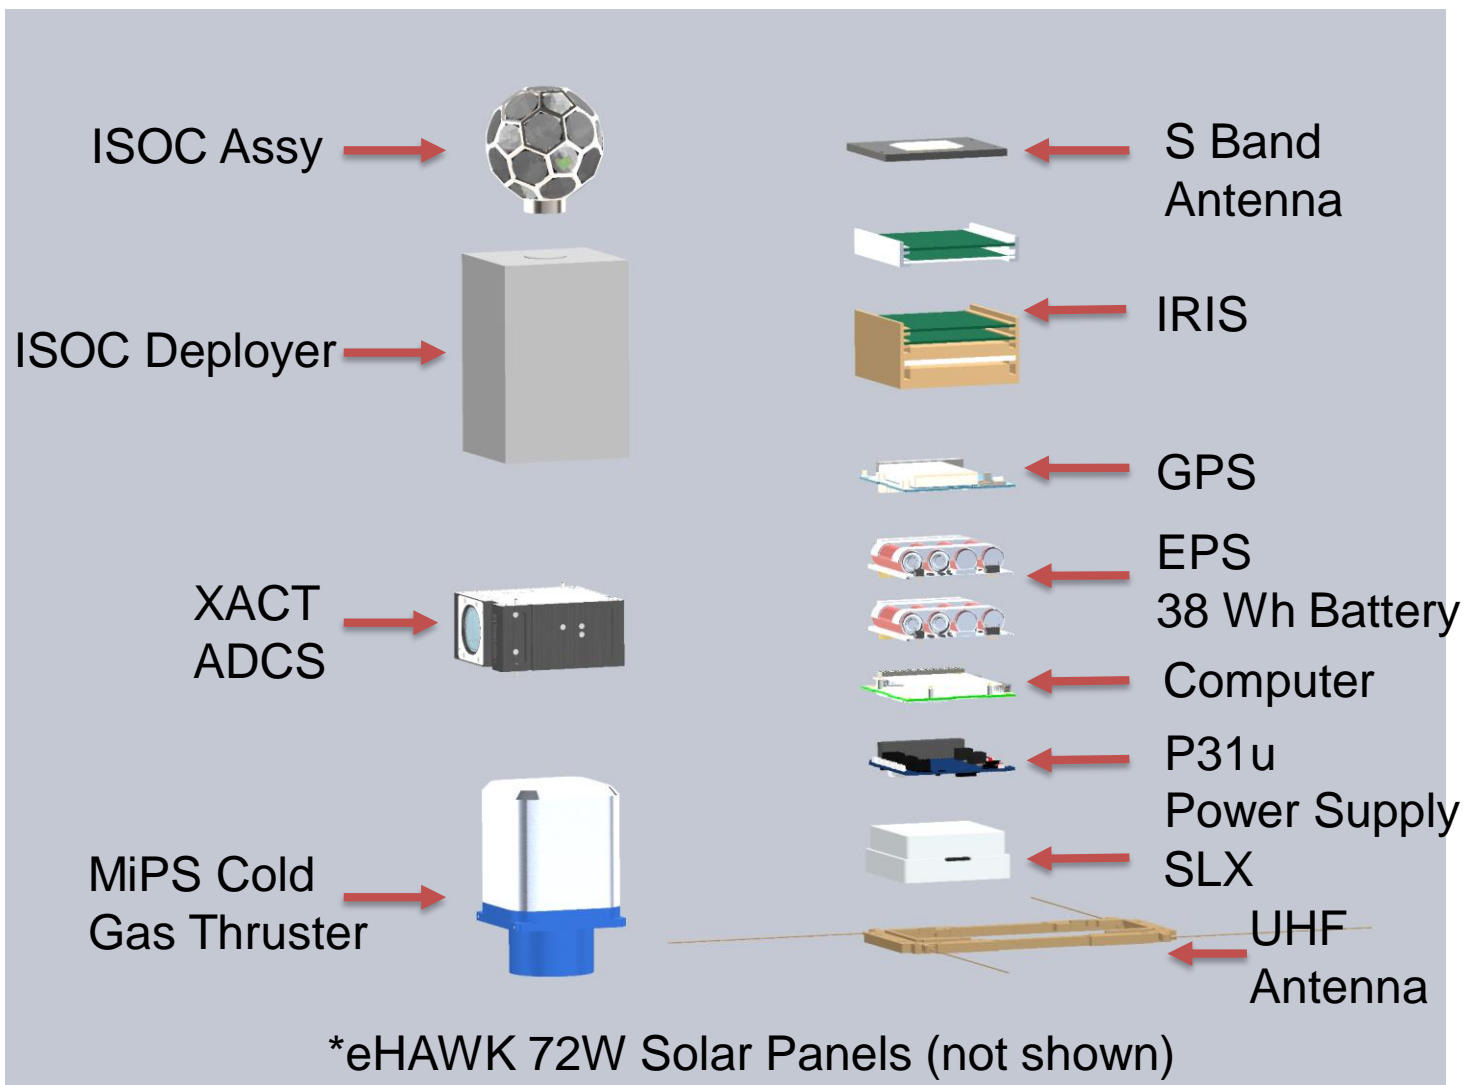 ISOC Assy
ISOC Deployer
XACT
ADCS
MiPS Cold
Gas Thruster
S Band
Antenna
IRIS
GPS
EPS
38 Wh Battery
Computer
P31u
Power Supply
SLX
UHF
Antenna
*eHAWK 72W Solar Panels (not shown)